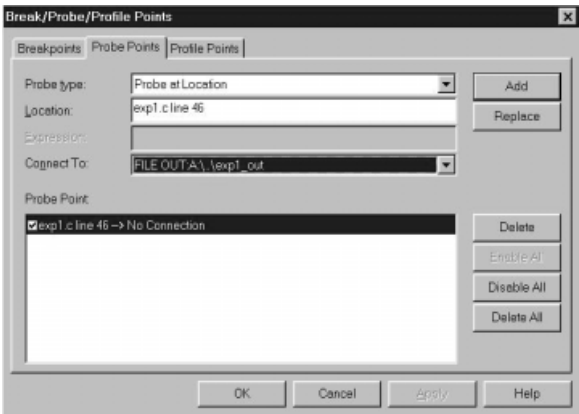 Break/Probe/Profile Points
Breakpoints Probe Points Profile Points
Probe type: Probe at Location Add
Location: exp1.c line 46 Replace
Expression:
Connect To: FILE OUT:A:\..\exp1_out
Probe Point:
exp1.c line 46 --> No Connection Delete
Enable All
Disable All
Delete All
OK Cancel Apply Help